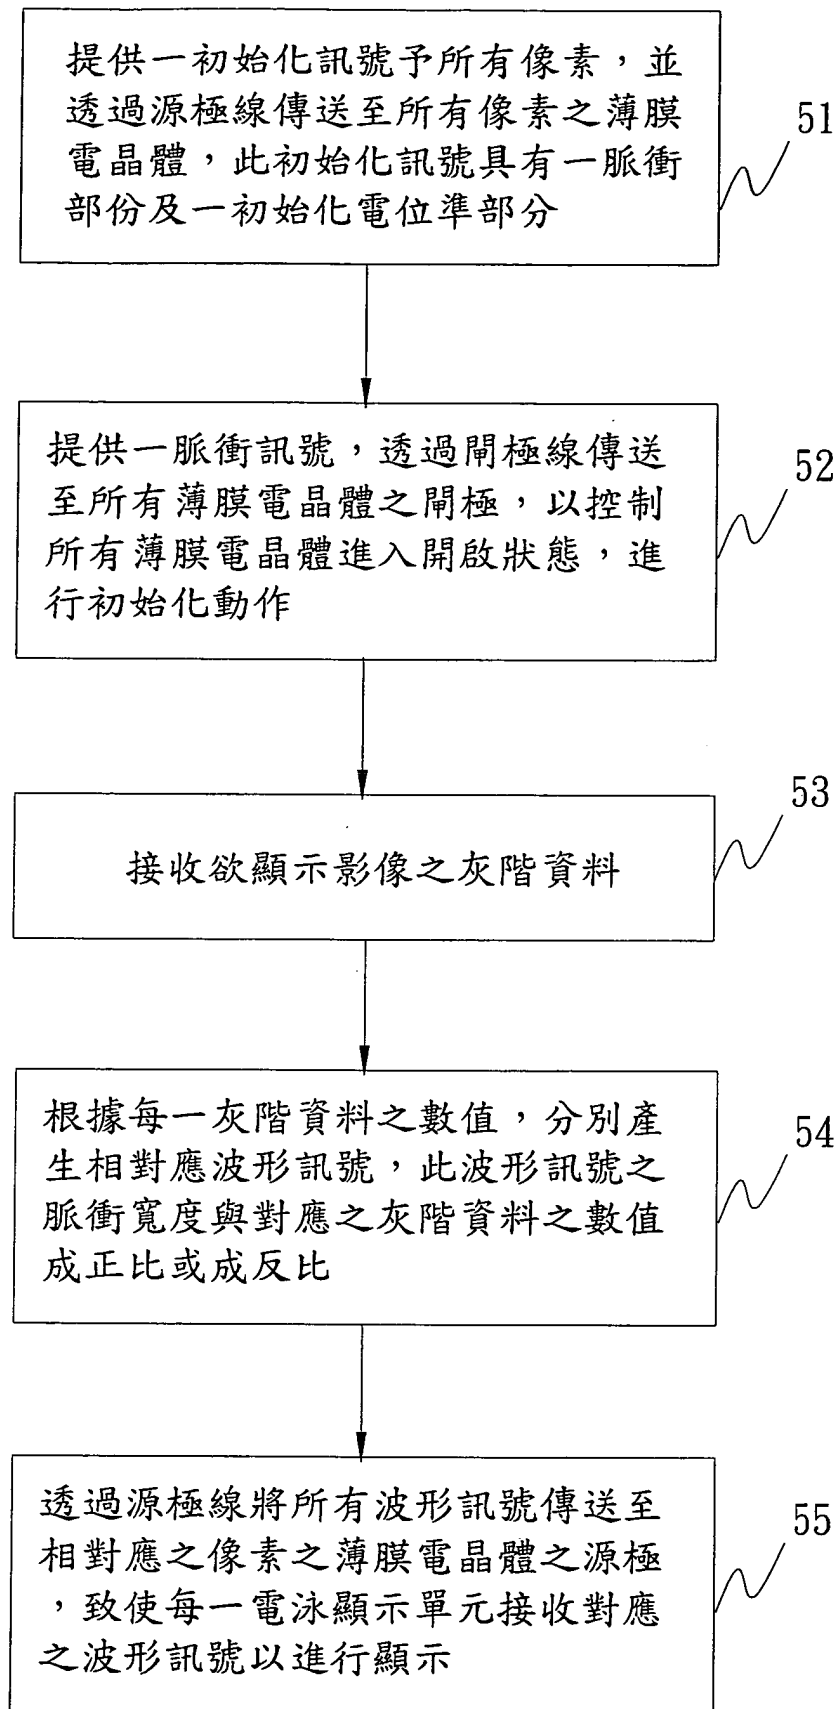 提供一初始化訊號予所有像素，並
透過源極線傳送至所有像素之薄膜
電晶體，此初始化訊號具有一脈衝
部份及一初始化電位準部分
51
提供一脈衝訊號，透過閘極線傳送
至所有薄膜電晶體之閘極，以控制
所有薄膜電晶體進入開啟狀態，進
行初始化動作
52
接收欲顯示影像之灰階資料
53
根據每一灰階資料之數值，分別產
生相對應波形訊號，此波形訊號之
脈衝寬度與對應之灰階資料之數值
成正比或成反比
54
透過源極線將所有波形訊號傳送至
相對應之像素之薄膜電晶體之源極
，致使每一電泳顯示單元接收對應
之波形訊號以進行顯示
55